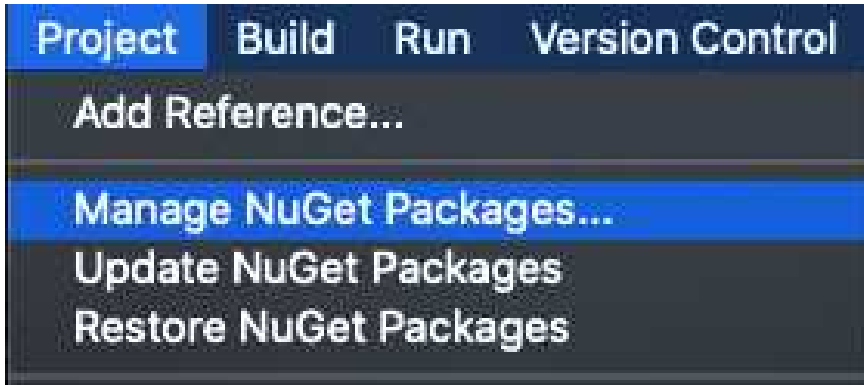 Project Build Run Version Control
Add Reference...
Manage NuGet Packages...
Update NuGet Packages
Restore NuGet Packages